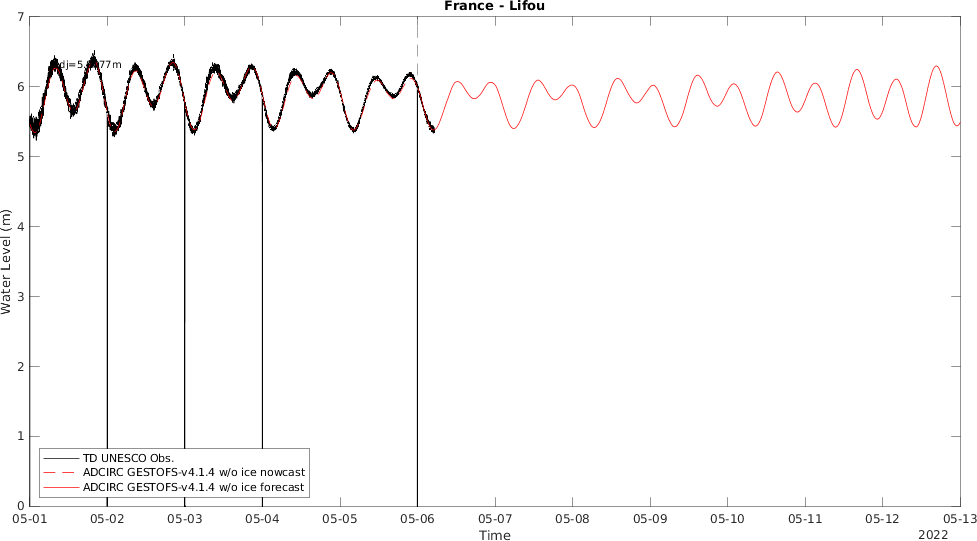 France - Lifou
7
6
5
4
3
2
1
0
Water Level (m)
TD UNESCO Obs.
ADCIRC GESTOFS-v4.1.4 w/o ice nowcast
ADCIRC GESTOFS-v4.1.4 w/o ice forecast
05-01 05-02 05-03 05-04 05-05 05-06 05-07 05-08 05-09 05-10 05-11 05-12 05-13
Time
2022